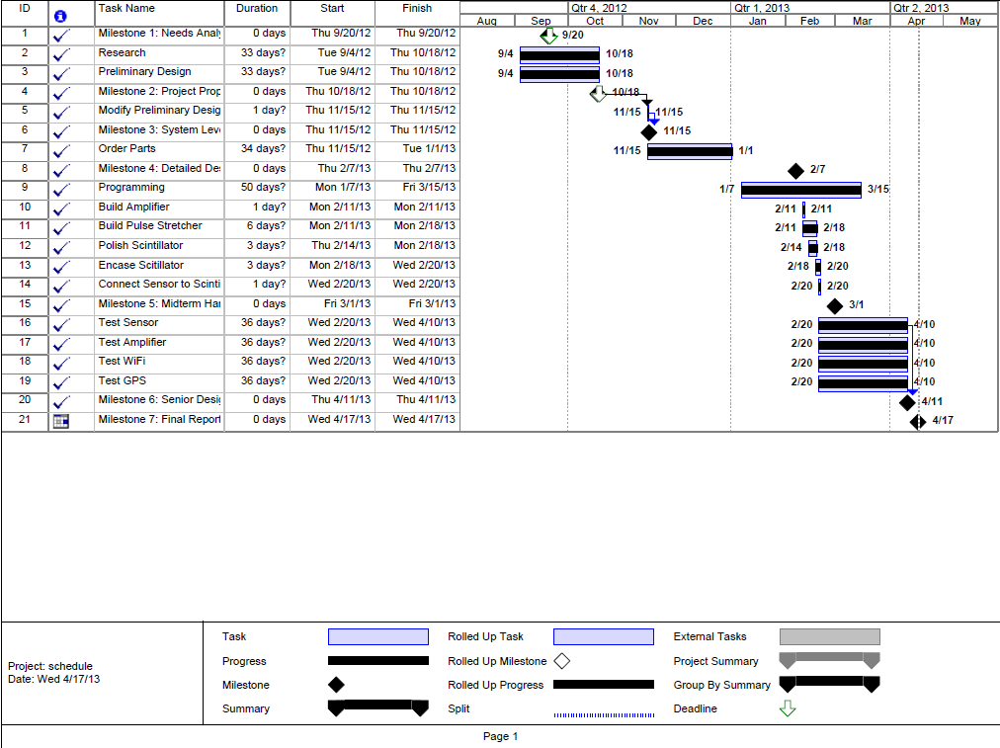 ID Task Name Duration Start Finish Qtr 4, 2012 Qtr 1, 2013 Qtr 2, 2013
Aug Sep Oct Nov Dec Jan Feb Mar Apr May
1 Milestone 1: Needs Analy 0 days Thu 9/20/12 Thu 9/20/12 9/20
2 Research 33 days? Tue 9/4/12 Thu 10/18/12 9/4 10/18
3 Preliminary Design 33 days? Tue 9/4/12 Thu 10/18/12 9/4 10/18
4 Milestone 2: Project Prop 0 days Thu 10/18/12 Thu 10/18/12 10/18
5 Modify Preliminary Desig 1 day? Thu 11/15/12 Thu 11/15/12 11/15 11/15
6 Milestone 3: System Leve 0 days Thu 11/15/12 Thu 11/15/12 11/15
7 Order Parts 34 days? Thu 11/15/12 Tue 1/1/13 11/15 1/1
8 Milestone 4: Detailed Des 0 days Thu 2/7/13 Thu 2/7/13 2/7
9 Programming 50 days? Mon 1/7/13 Fri 3/15/13 1/7 3/15
10 Build Amplifier 1 day? Mon 2/11/13 Mon 2/11/13 2/11 2/11
11 Build Pulse Stretcher 6 days? Mon 2/11/13 Mon 2/18/13 2/11 2/18
12 Polish Scintillator 3 days? Thu 2/14/13 Mon 2/18/13 2/14 2/18
13 Encase Scitillator 3 days? Mon 2/18/13 Wed 2/20/13 2/18 2/20
14 Connect Sensor to Scinti 1 day? Wed 2/20/13 Wed 2/20/13 2/20 2/20
15 Milestone 5: Midterm Har 0 days Fri 3/1/13 Fri 3/1/13 3/1
16 Test Sensor 36 days? Wed 2/20/13 Wed 4/10/13 2/20 4/10
17 Test Amplifier 36 days? Wed 2/20/13 Wed 4/10/13 2/20 4/10
18 Test WiFi 36 days? Wed 2/20/13 Wed 4/10/13 2/20 4/10
19 Test GPS 36 days? Wed 2/20/13 Wed 4/10/13 2/20 4/10
20 Milestone 6: Senior Desig 0 days Thu 4/11/13 Thu 4/11/13 4/11
21 Milestone 7: Final Report 0 days Wed 4/17/13 Wed 4/17/13 4/17
Project: schedule
Date: Wed 4/17/13
Task Rolled Up Task External Tasks
Progress Rolled Up Milestone Project Summary
Milestone Rolled Up Progress Group By Summary
Summary Split Deadline
Page 1